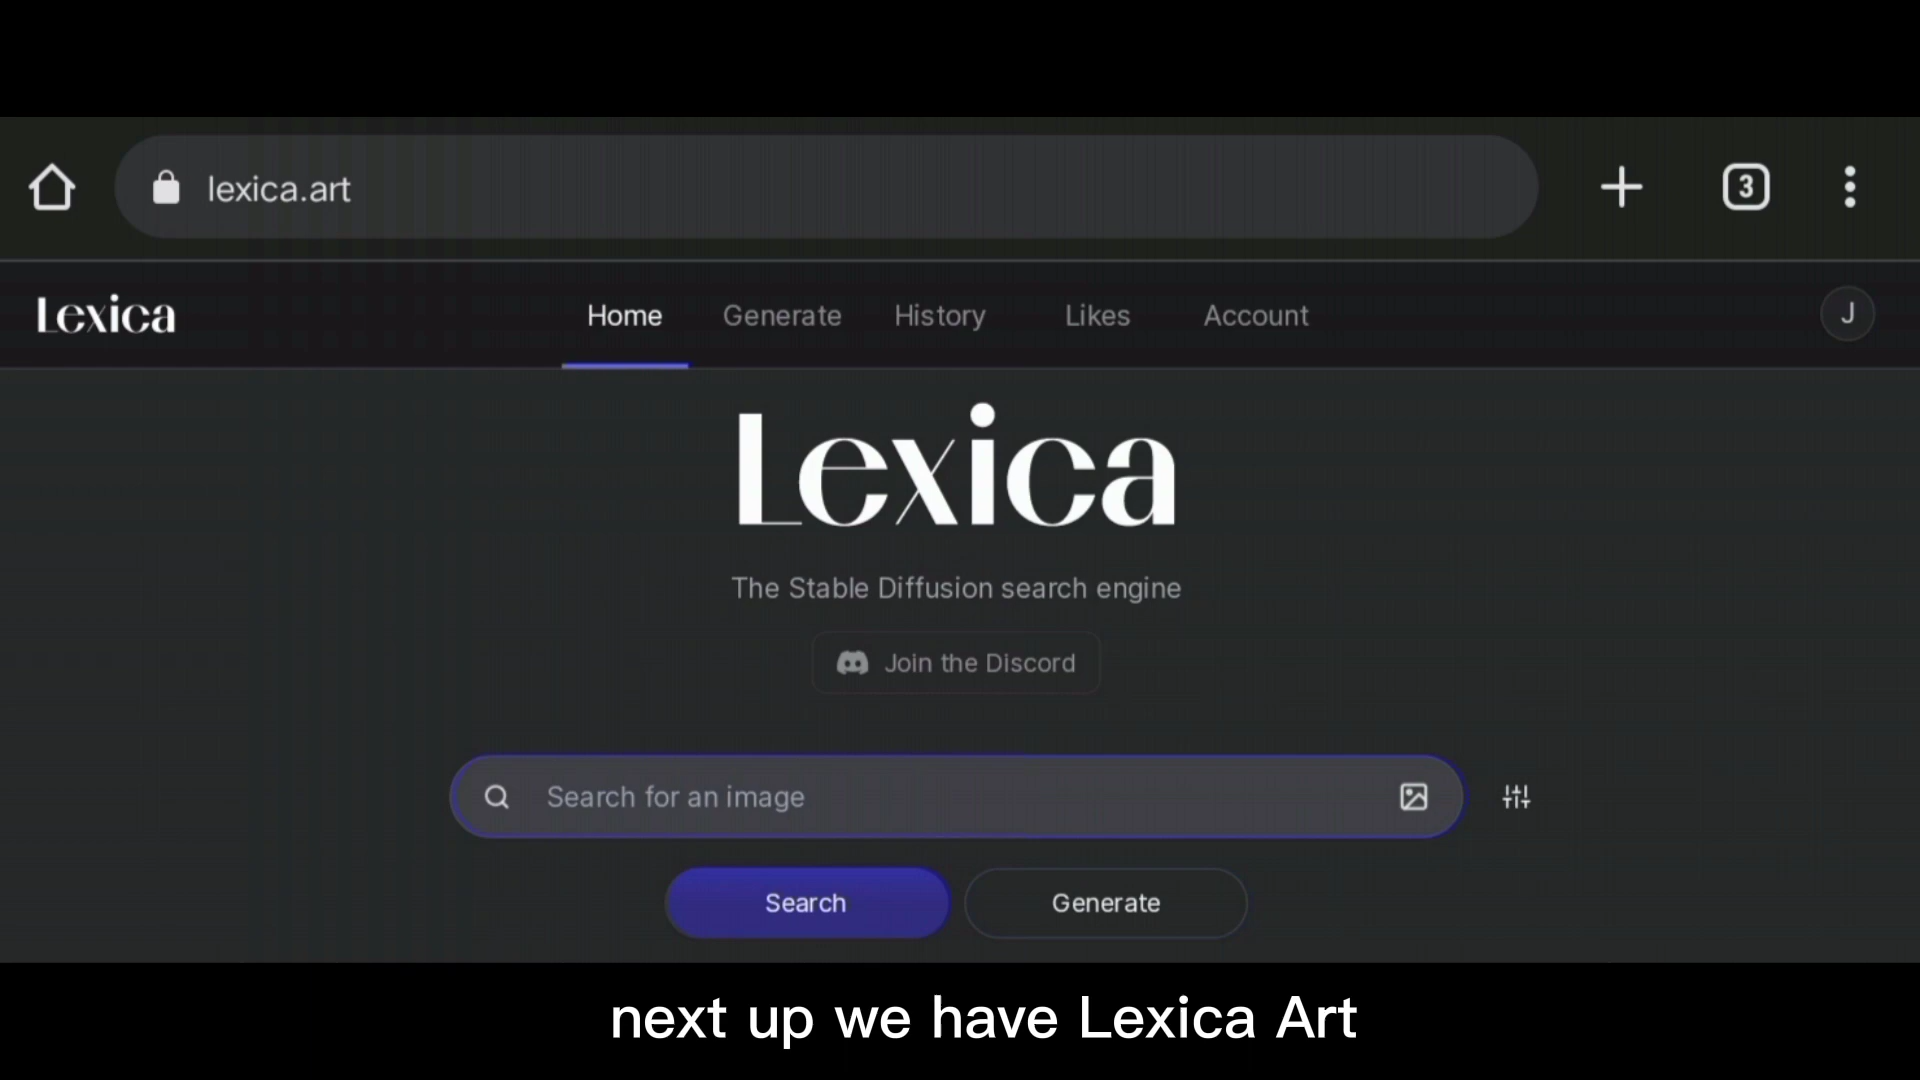 lexica.art
3
Lexica
Home Generate History Likes Account
J
Lexica
The Stable Diffusion search engine
Join the Discord
Search for an image
Search Generate
next up we have Lexica Art